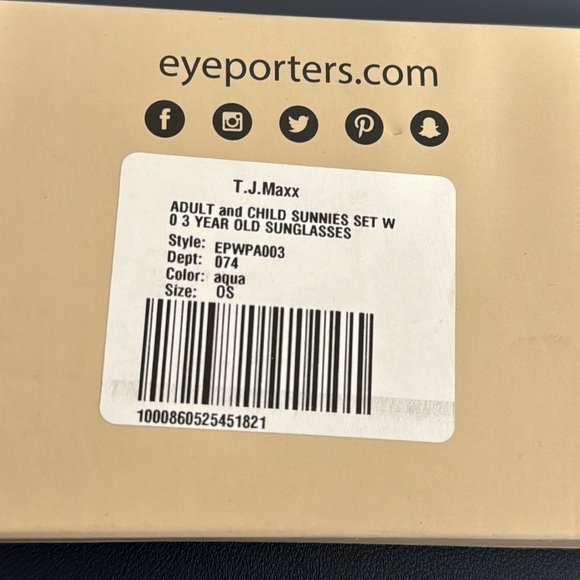 eyeporters.com
T.J.Maxx
ADULT and CHILD SUNNIES SET W
0 3 YEAR OLD SUNGLASSES
Style: EPWPA003
Dept: 074
Color: aqua
Size: OS
1000860525451821